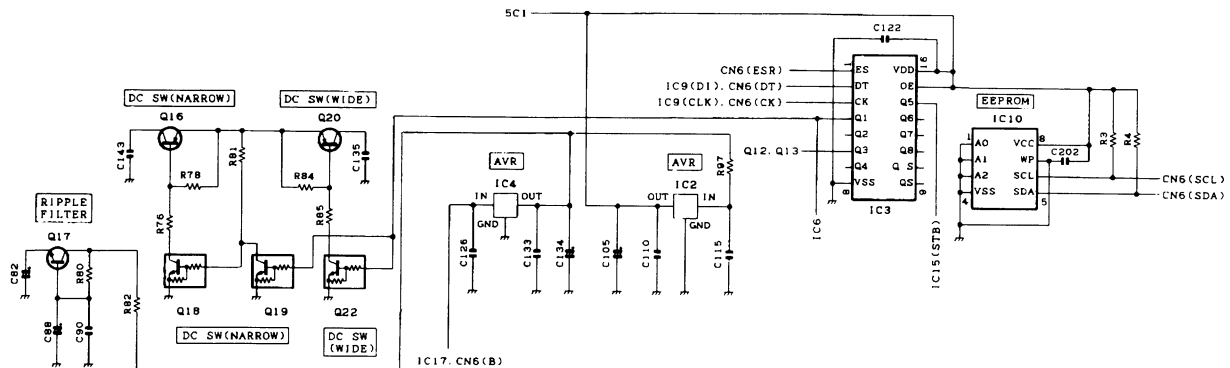 5C1
C122
CN6(ESR)
IC9(DI).CN6(DT)
IC9(CLK).CN6(CK)
Q12.Q13
1
ES
DT
CK
Q1
Q2
Q3
Q4
VSS
8
16
VDD
OE
Q5
Q6
Q7
Q8
Q S
QS
9
IC3
IC6
IC15(STB)
EEPROM
IC10
1
A0
A1
A2
VSS
4
8
VCC
WP
SCL
SDA
5
C202
R3
R4
CN6(SCL)
CN6(SDA)
DC SW(NARROW)
Q16
DC SW(WIDE)
Q20
C143
R78
R76
R81
R84
R85
C135
RIPPLE
FILTER
Q17
C82
R80
C88
C90
R82
Q18
Q19
Q22
DC SW(NARROW)
DC SW
(WIDE)
AVR
IC4
IN
OUT
GND
C126
C133
C134
AVR
IC2
OUT
IN
GND
R97
C105
C110
C115
IC17.CN6(B)